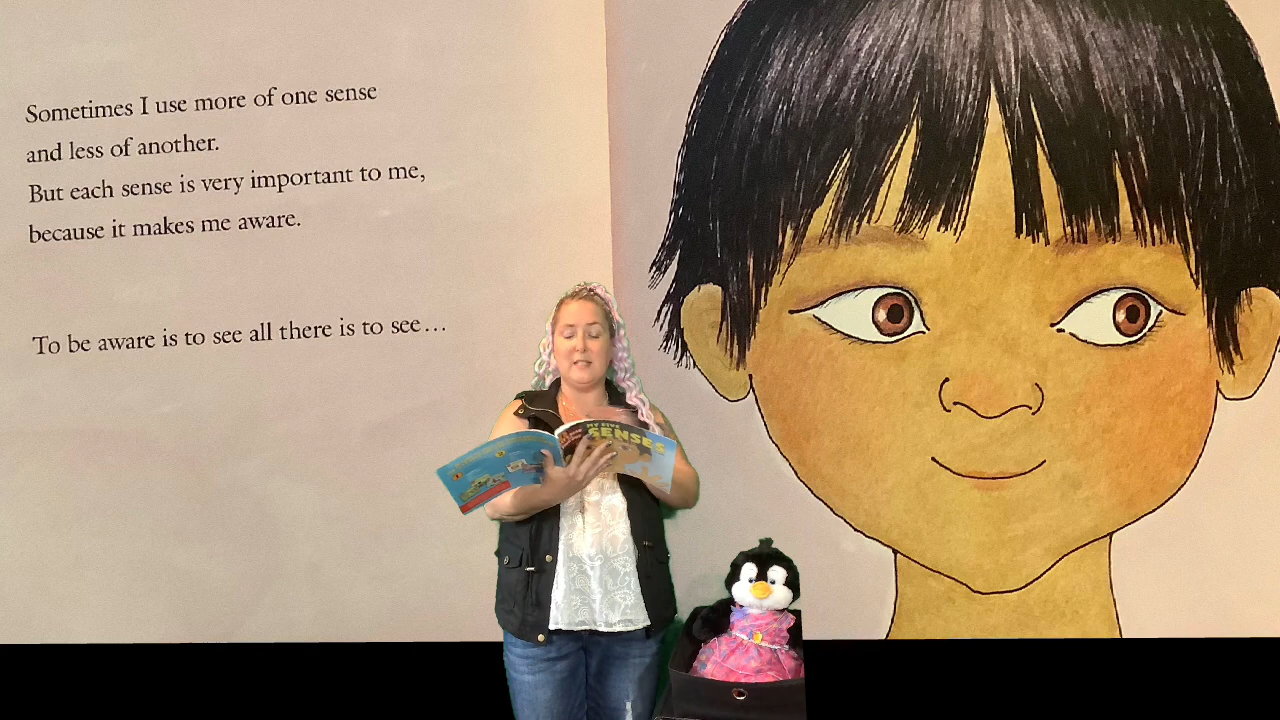 Sometimes I use more of one sense
and less of another.
But each sense is very important to me,
because it makes me aware.
To be aware is to see all there is to see...
MY FIVE
SENSES